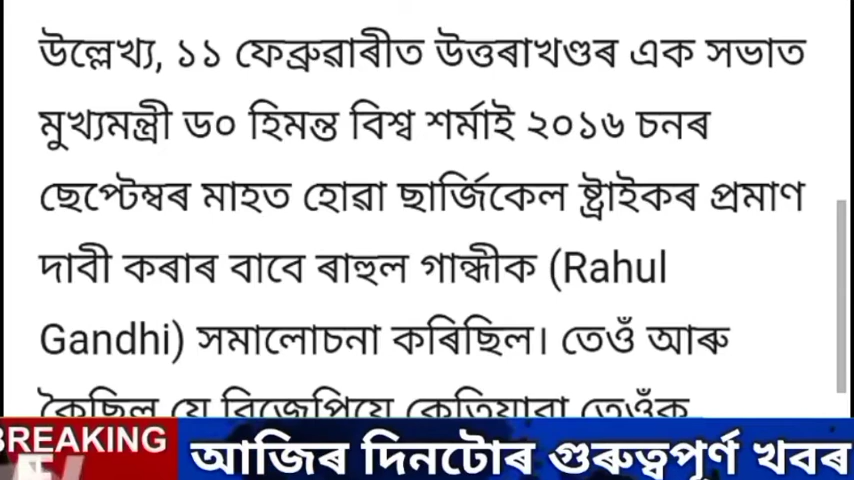 উল্লেখ্য, ১১ ফেব্ৰুৱাৰীত উত্তৰাখণ্ডৰ এক সভাত
মুখ্যমন্ত্ৰী ড০ হিমন্ত বিশ্ব শৰ্মাই ২০১৬ চনৰ
ছেপ্টেম্বৰ মাহত হোৱা ছাৰ্জিকেল ষ্ট্ৰাইকৰ প্ৰমাণ
দাবী কৰাৰ বাবে ৰাহুল গান্ধীক (Rahul
Gandhi) সমালোচনা কৰিছিল। তেওঁ আৰু
কৈছিল যে বিজেপিয়ে কেতিয়াবা তেওঁক
BREAKING
আজিৰ দিনটোৰ গুৰুত্বপূৰ্ণ খবৰ